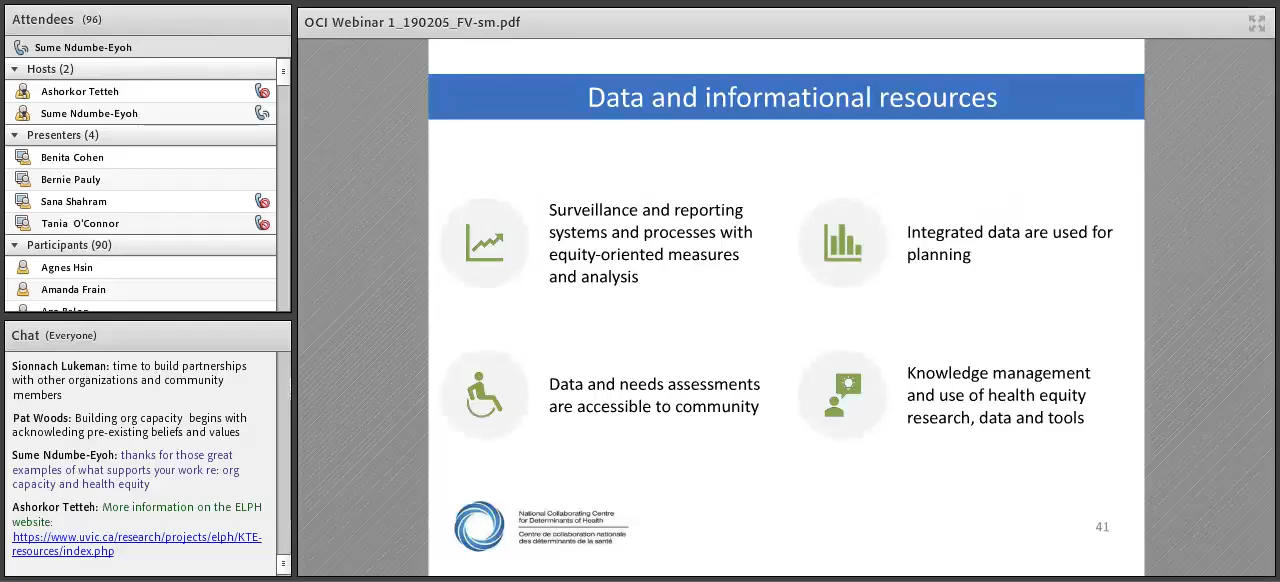 Attendees (96)
Sume Ndumbe-Eyoh
Hosts (2)
Ashorkor Tetteh
Sume Ndumbe-Eyoh
Presenters (4)
Benita Cohen
Bernie Pauly
Sana Shahram
Tania O'Connor
Participants (90)
Agnes Hsin
Amanda Frain
Chat (Everyone)
Sionnach Lukeman: time to build partnerships
with other organizations and community
members
Pat Woods: Building org capacity begins with
acknowleding pre-existing beliefs and values
Sume Ndumbe-Eyoh: thanks for those great
examples of what supports your work re: org
capacity and health equity
Ashorkor Tetteh: More information on the ELPH
website:
https://www.uvic.ca/research/projects/elph/KTE-
resources/index.php
OCI Webinar 1_190205_FV-sm.pdf
Data and informational resources
Surveillance and reporting
systems and processes with
equity-oriented measures
and analysis
Integrated data are used for
planning
Data and needs assessments
are accessible to community
Knowledge management
and use of health equity
research, data and tools
National Collaborating Centre
for Determinants of Health
Centre de collaboration nationale
des déterminants de la santé
41